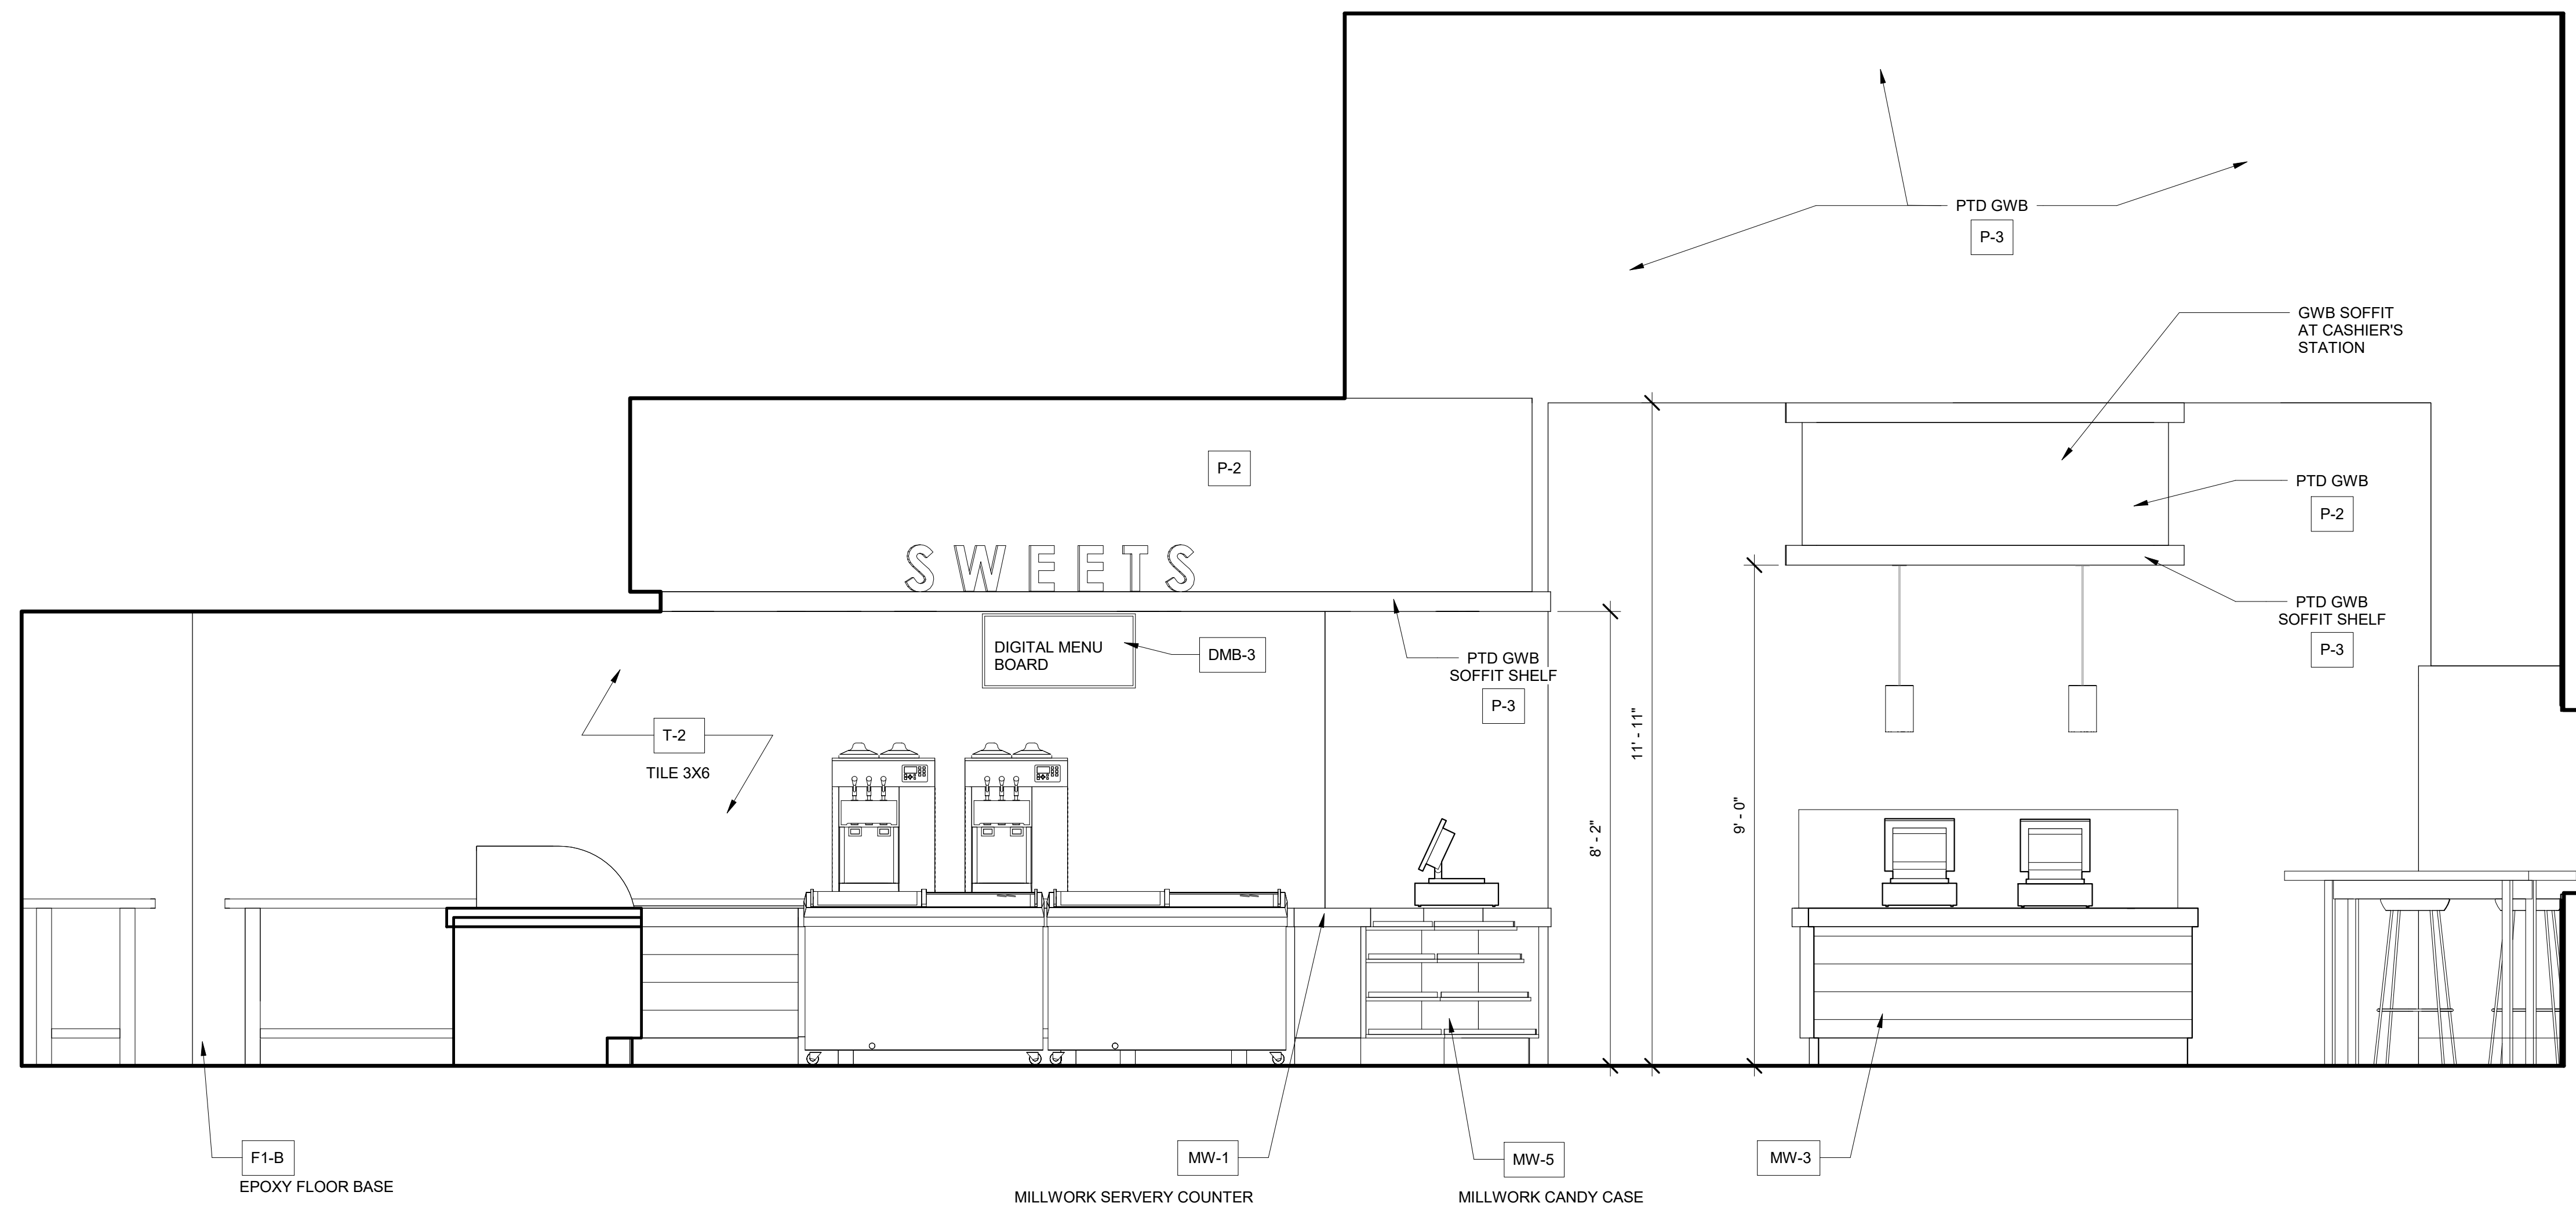 PTD GWB
P-3
GWB SOFFIT
AT CASHIER'S
STATION
P-2
PTD GWB
P-2
SWEETS
PTD GWB
SOFFIT SHELF
P-3
DIGITAL MENU
BOARD
DMB-3
PTD GWB
SOFFIT SHELF
P-3
T-2
TILE 3X6
8' - 2"
11' - 11"
9' - 0"
F1-B
EPOXY FLOOR BASE
MW-1
MILLWORK SERVERY COUNTER
MW-5
MILLWORK CANDY CASE
MW-3